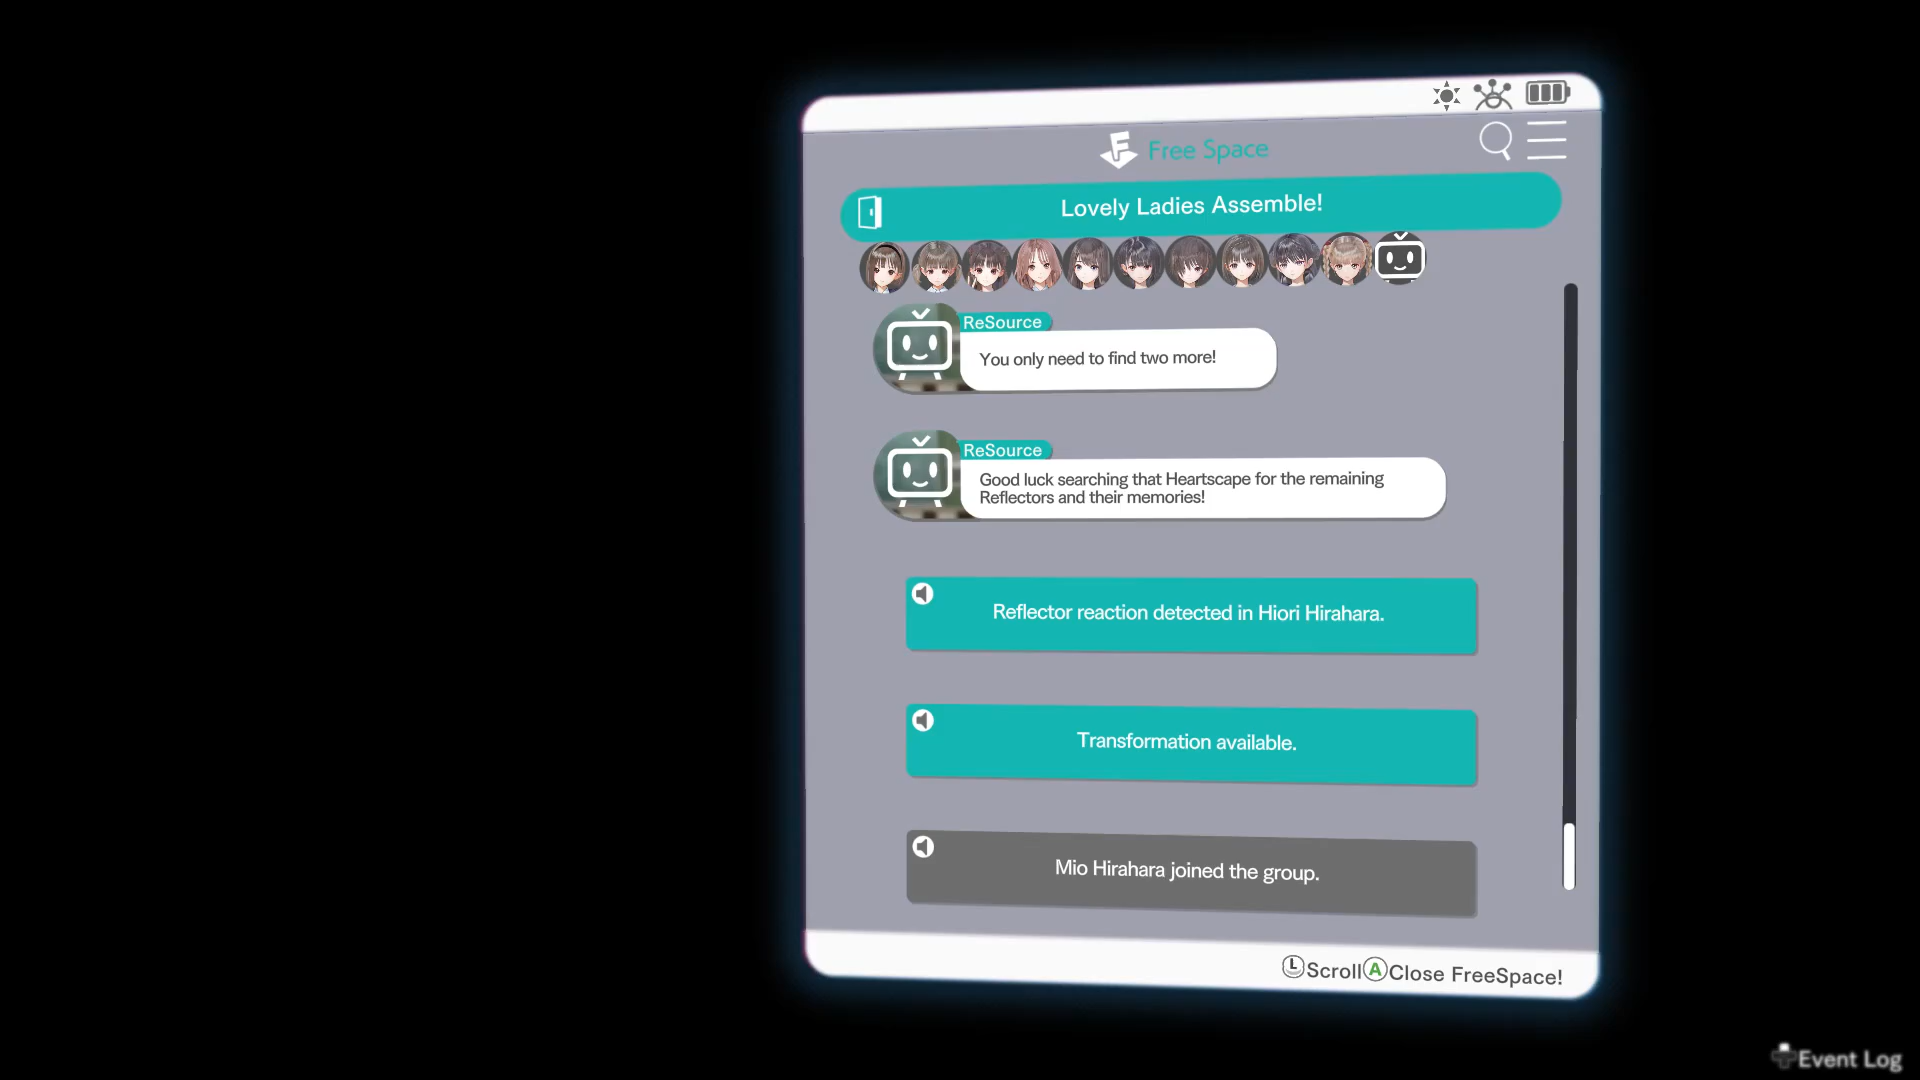 Free Space
Lovely Ladies Assemble!
ReSource
You only need to find two more!
ReSource
Good luck searching that Heartscape for the remaining
Reflectors and their memories!
Reflector reaction detected in Hiori Hirahara.
Transformation available.
Mio Hirahara joined the group.
L Scroll A Close FreeSpace!
Event Log